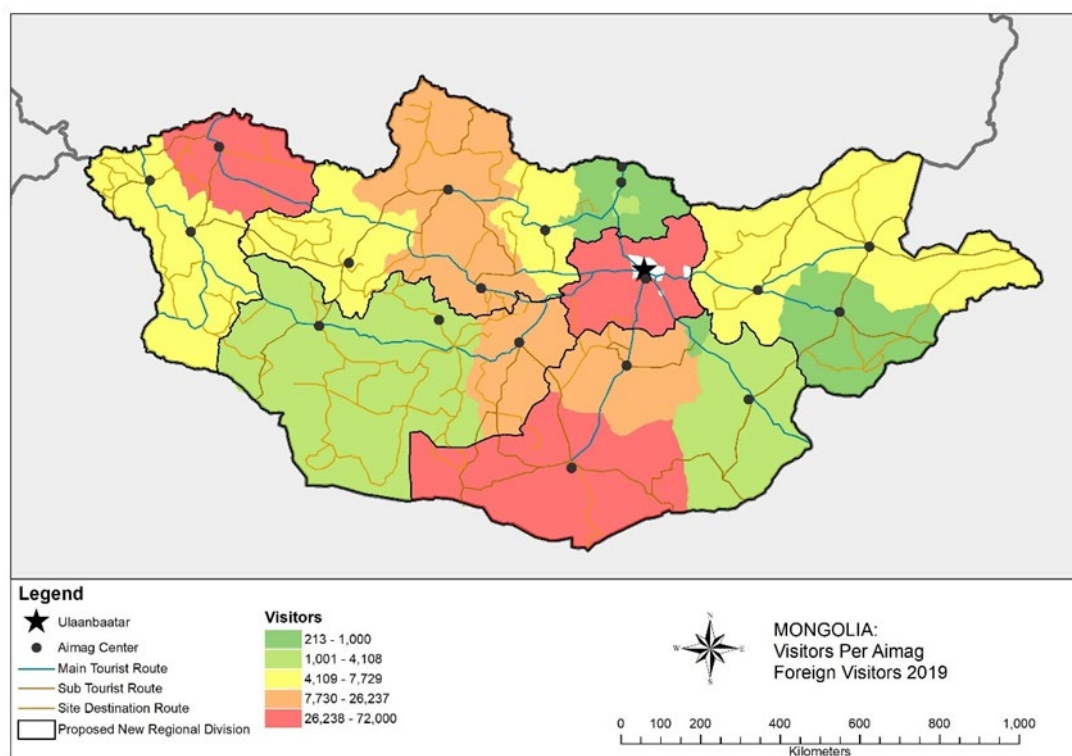 Legend
Ulaanbaatar
Aimag Center
Main Tourist Route
Sub Tourist Route
Site Destination Route
Proposed New Regional Division
Visitors
213 - 1,000
1,001 - 4,108
4,109 - 7,729
7,730 - 26,237
26,238 - 72,000
N
W E
S
MONGOLIA:
Visitors Per Aimag
Foreign Visitors 2019
0 100 200 400 600 800 1,000
Kilometers